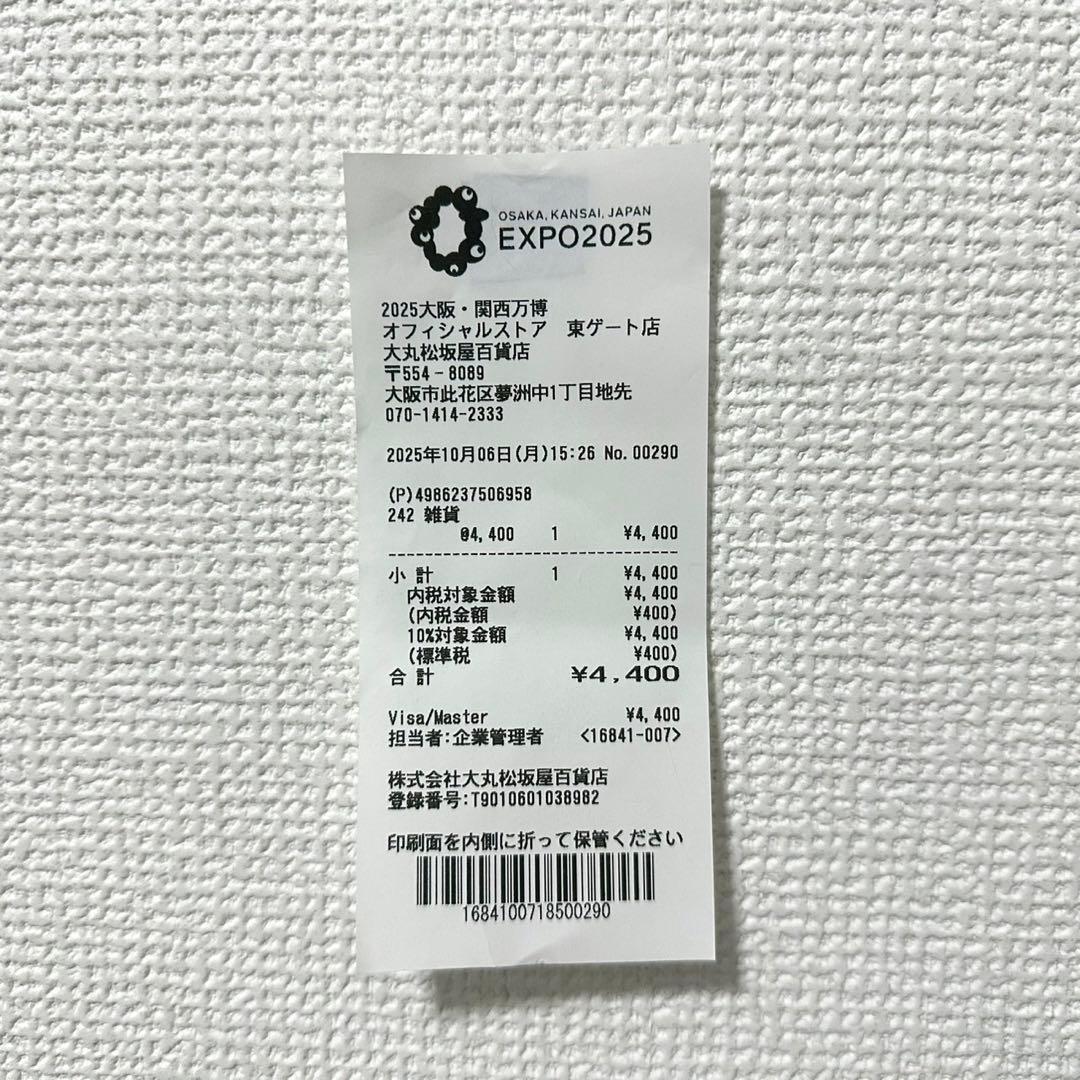 OSAKA, KANSAI, JAPAN
EXPO2025
2025大阪・関西万博
オフィシャルストア　東ゲート店
大丸松坂屋百貨店
〒554-8089
大阪市此花区夢洲中1丁目地先
070-1414-2333
2025年10月06日(月)15:26 No.00290
(P)4986237506958
242 雑貨
@4,400 1 ¥4,400
小 計 1 ¥4,400
内税対象金額 ¥4,400
(内税金額 ¥400)
10%対象金額 ¥4,400
(標準税 ¥400)
合 計 ¥4,400
Visa/Master ¥4,400
担当者:企業管理者 <16841-007>
株式会社大丸松坂屋百貨店
登録番号:T9010601038982
印刷面を内側に折って保管ください
1684100718500290